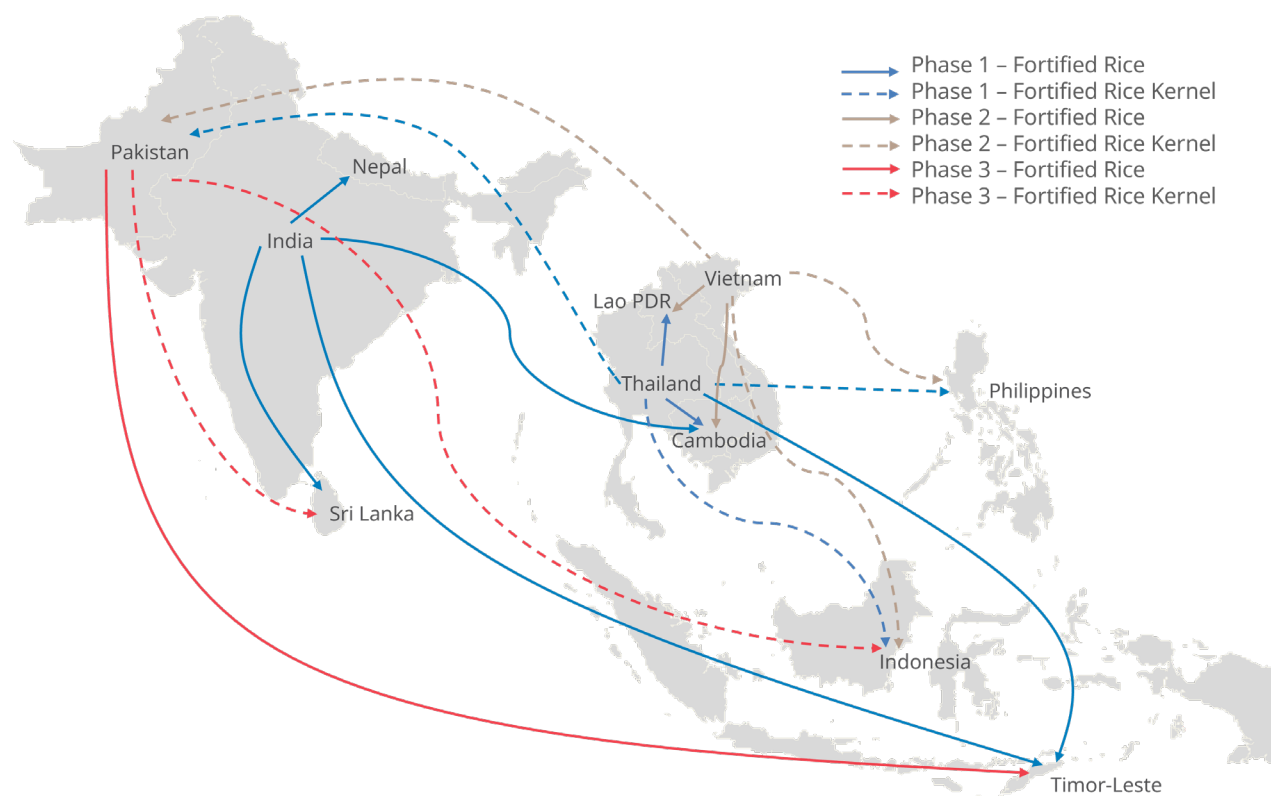 Phase 1 – Fortified Rice
Phase 1 – Fortified Rice Kernel
Phase 2 – Fortified Rice
Phase 2 – Fortified Rice Kernel
Phase 3 – Fortified Rice
Phase 3 – Fortified Rice Kernel
Pakistan
Nepal
India
Vietnam
Lao PDR
Thailand
Philippines
Cambodia
Sri Lanka
Indonesia
Timor-Leste